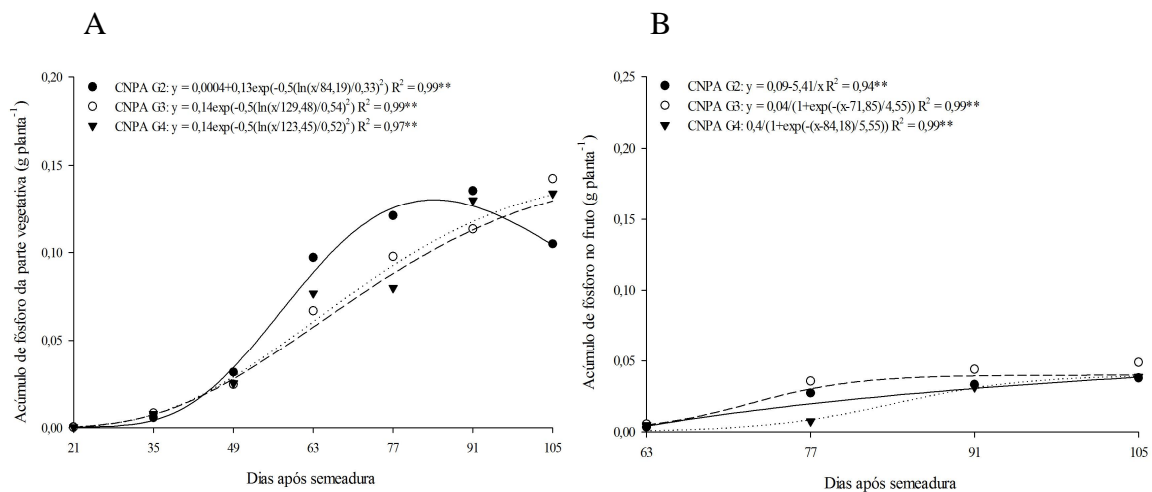 A
Acúmulo de fósforo da parte vegetativa (g planta⁻¹)
0,20
0,15
0,10
0,05
0,00
CNPA G2: y = 0,0004+0,13exp(-0,5(ln(x/84,19)/0,33)²) R² = 0,99**
CNPA G3: y = 0,14exp(-0,5(ln(x/129,48)/0,54)²) R² = 0,99**
CNPA G4: y = 0,14exp(-0,5(ln(x/123,45)/0,52)²) R² = 0,97**
21 35 49 63 77 91 105
Dias após semeadura
B
Acúmulo de fósforo no fruto (g planta⁻¹)
0,25
0,20
0,15
0,10
0,05
0,00
CNPA G2: y = 0,09-5,41/x R² = 0,94**
CNPA G3: y = 0,04/(1+exp(-(x-71,85)/4,55)) R² = 0,99**
CNPA G4: 0,4/(1+exp(-(x-84,18)/5,55)) R² = 0,99**
63 77 91 105
Dias após semeadura